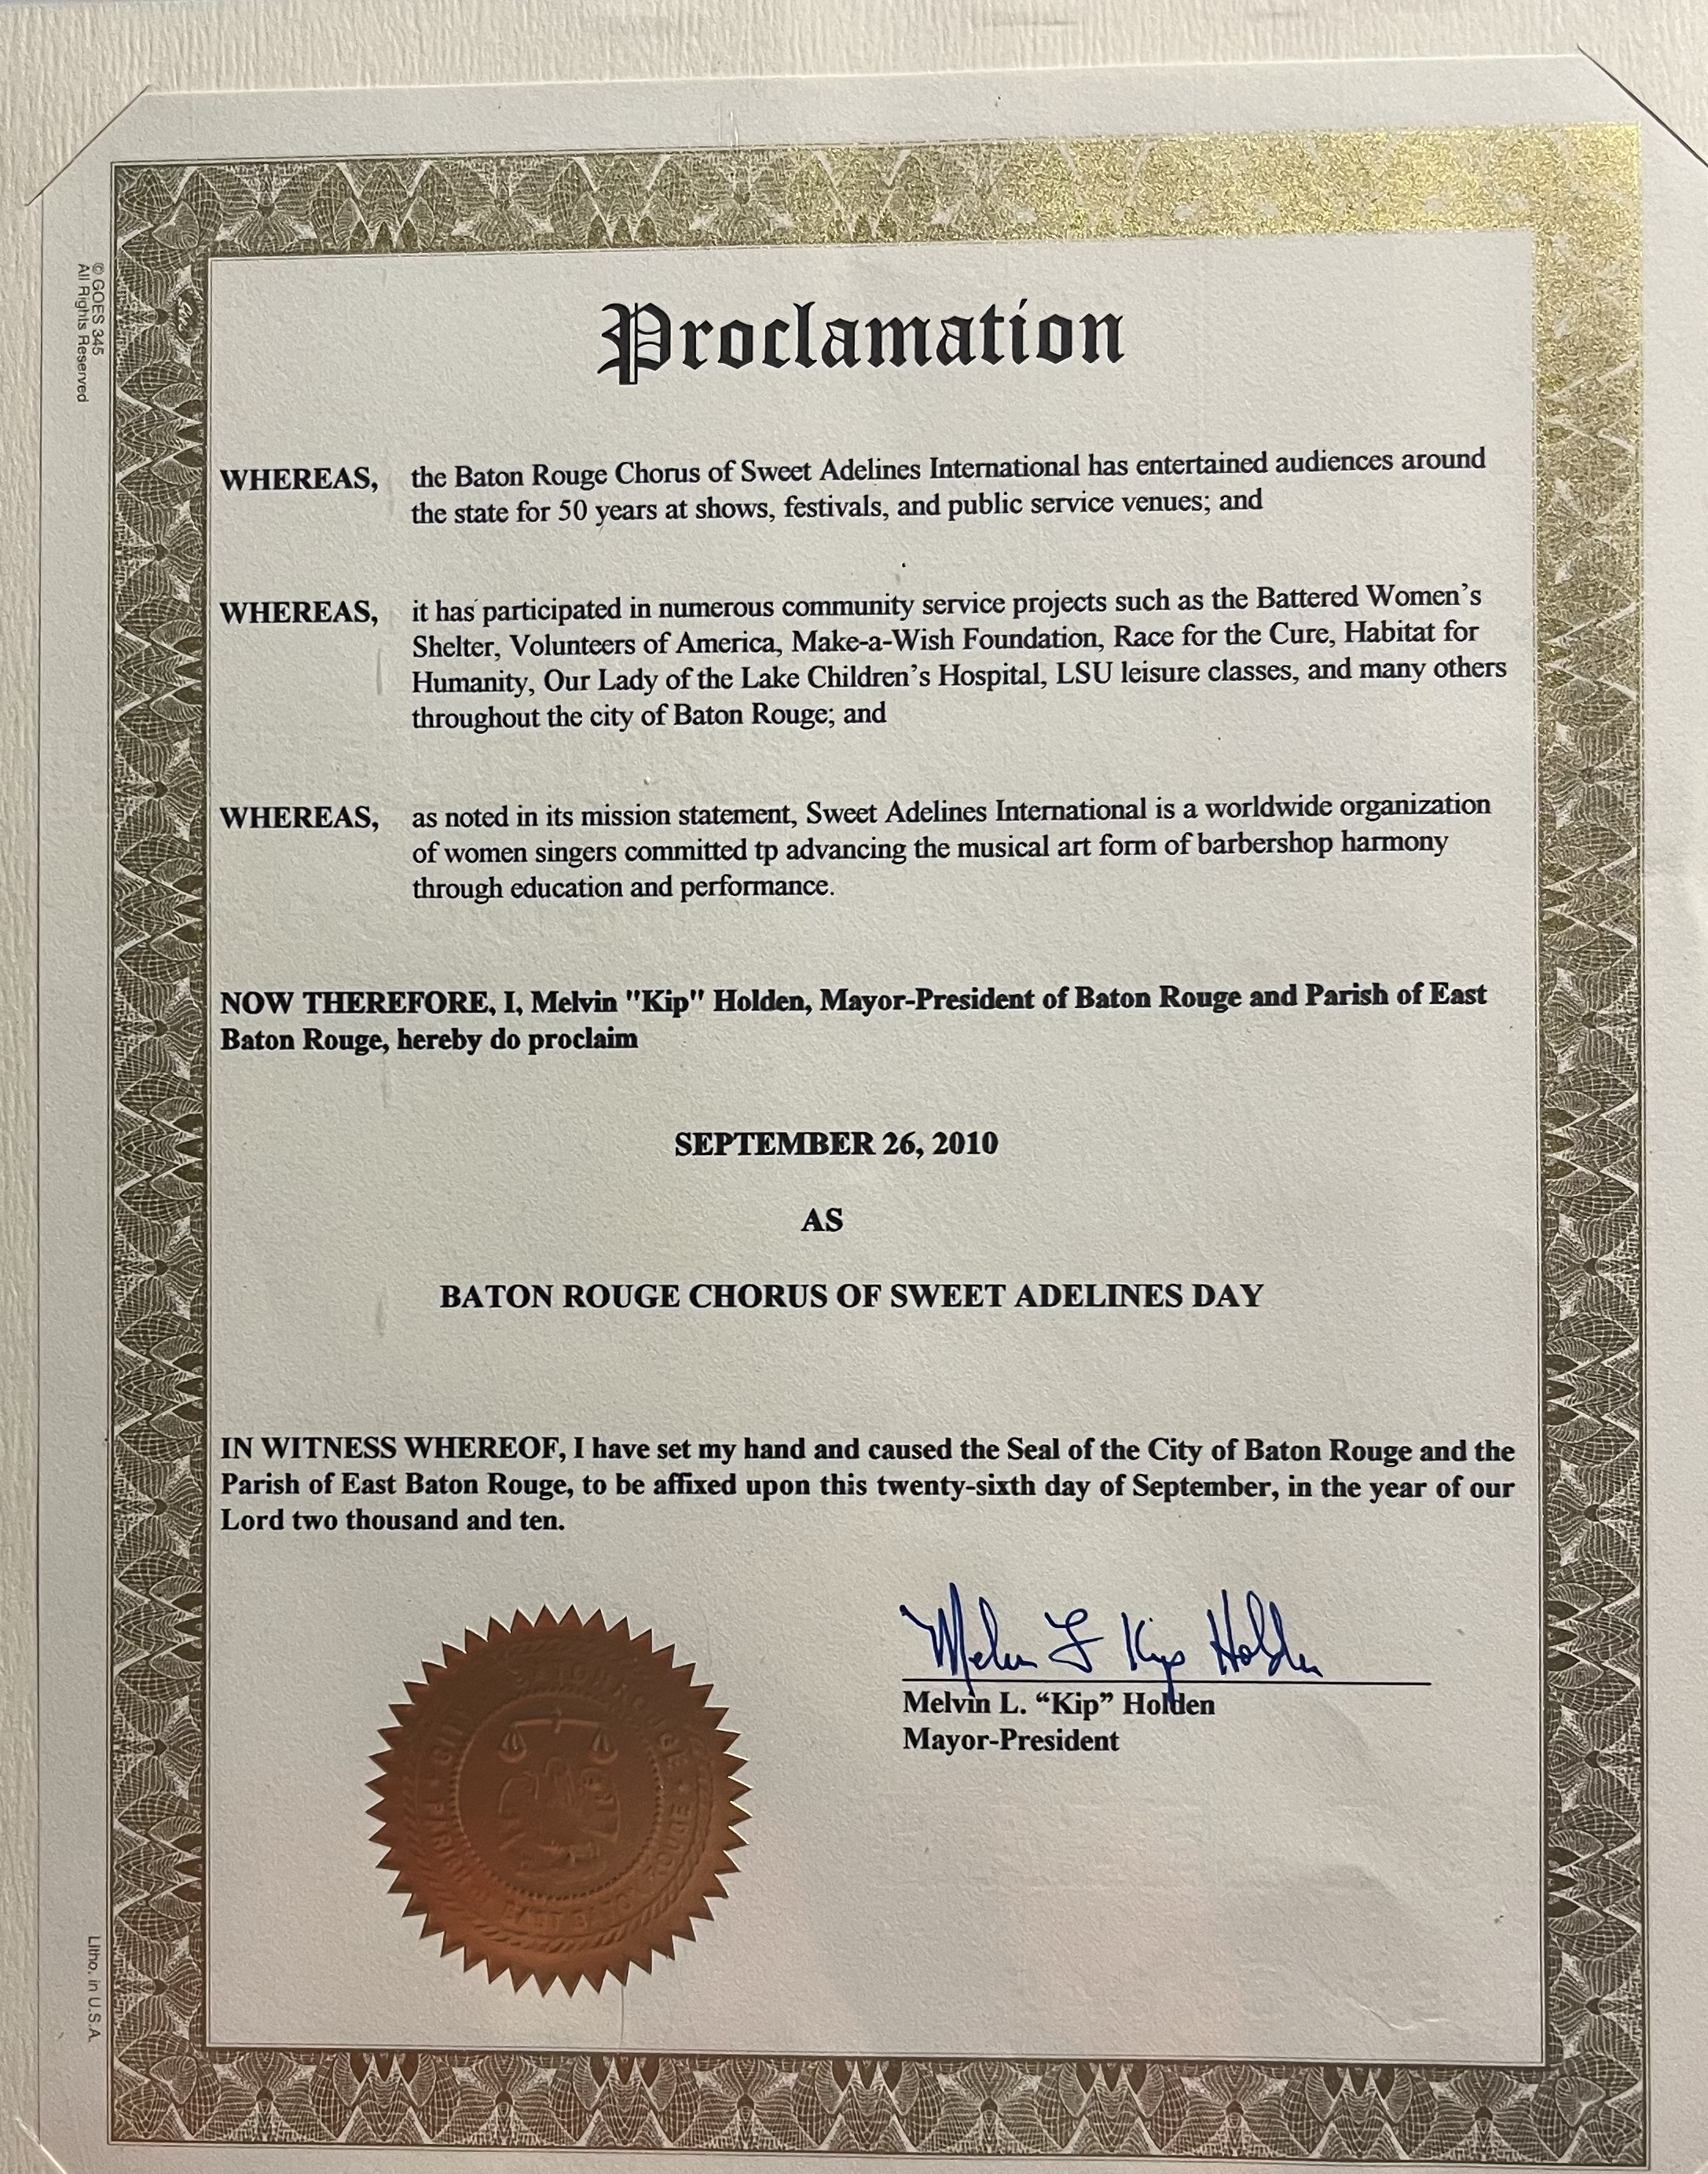 Proclamation
WHEREAS, the Baton Rouge Chorus of Sweet Adelines International has entertained audiences around
the state for 50 years at shows, festivals, and public service venues; and
WHEREAS, it has participated in numerous community service projects such as the Battered Women's
Shelter, Volunteers of America, Make-a-Wish Foundation, Race for the Cure, Habitat for
Humanity, Our Lady of the Lake Children's Hospital, LSU leisure classes, and many others
throughout the city of Baton Rouge; and
WHEREAS, as noted in its mission statement, Sweet Adelines International is a worldwide organization
of women singers committed tp advancing the musical art form of barbershop harmony
through education and performance.
NOW THEREFORE, I, Melvin "Kip" Holden, Mayor-President of Baton Rouge and Parish of East
Baton Rouge, hereby do proclaim
SEPTEMBER 26, 2010
AS
BATON ROUGE CHORUS OF SWEET ADELINES DAY
IN WITNESS WHEREOF, I have set my hand and caused the Seal of the City of Baton Rouge and the
Parish of East Baton Rouge, to be affixed upon this twenty-sixth day of September, in the year of our
Lord two thousand and ten.
Melvin L Kip Holden
Melvin L. “Kip” Holden
Mayor-President
CITY BATON ROUGE
PARISH EAST BATON ROUGE
© GOES 345
All Rights Reserved
Litho. in U.S.A.